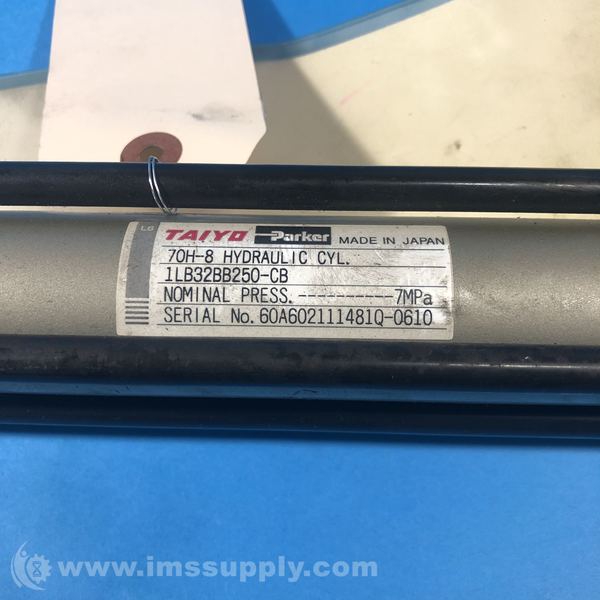 LG TAIYO Parker MADE IN JAPAN
70H-8 HYDRAULIC CYL.
1LB32BB250-CB
NOMINAL PRESS. -----------7MPa
SERIAL No. 60A602111481Q-0610
www.imssupply.com